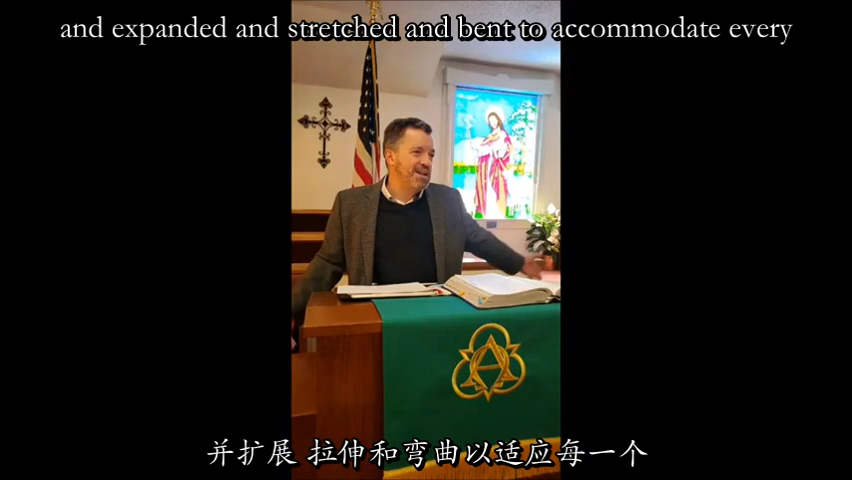 and expanded and stretched and bent to accommodate every
并扩展 拉伸和弯曲以适应每一个